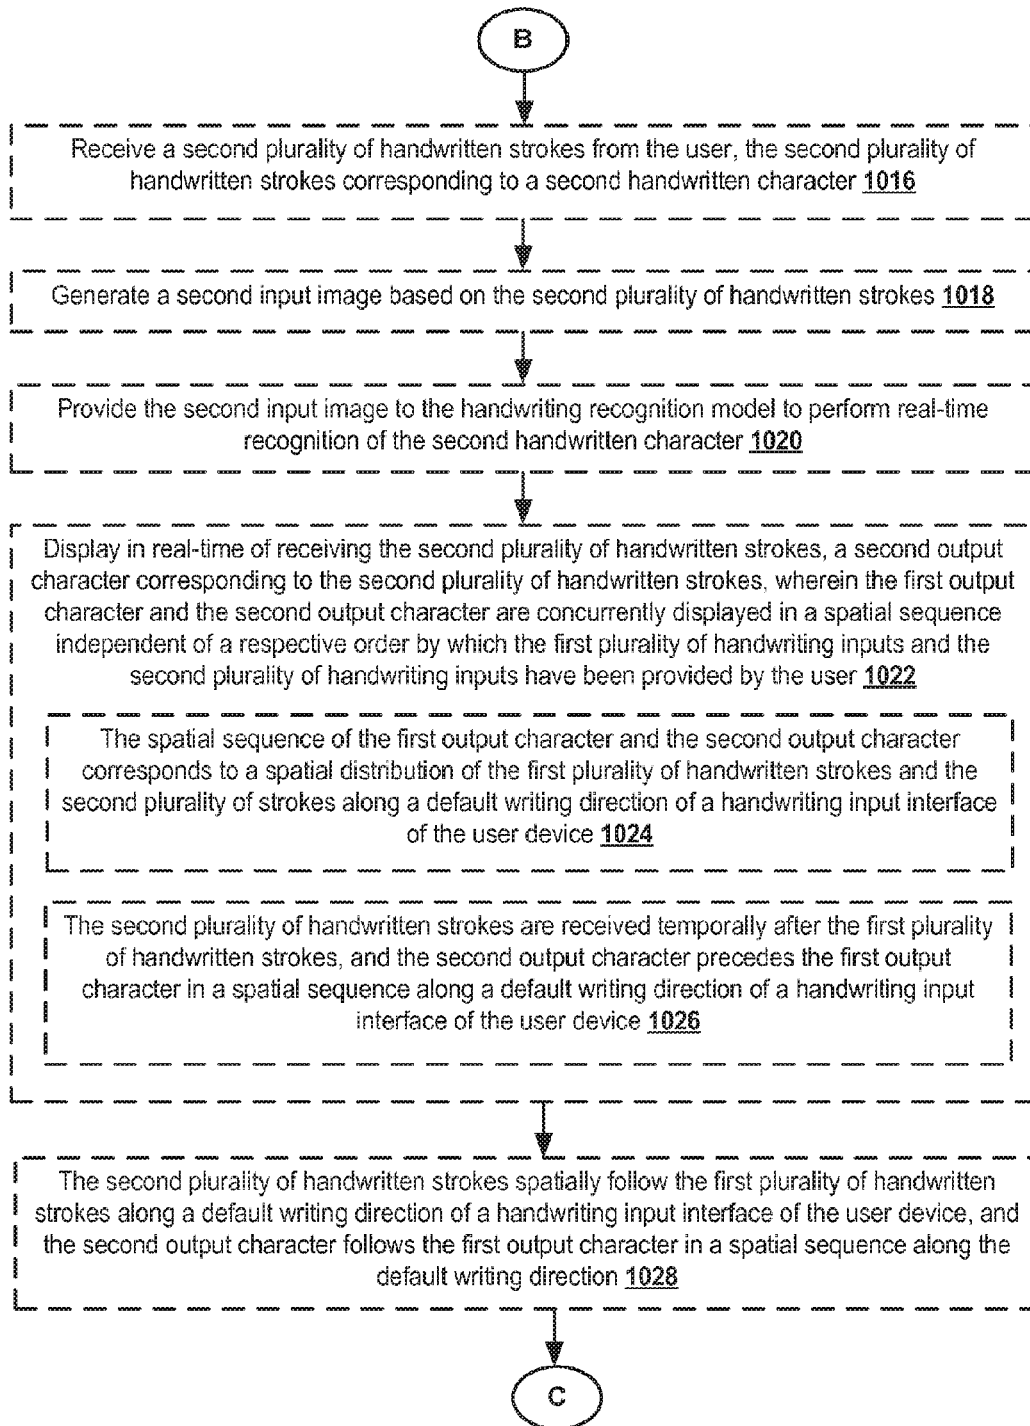 B
Receive a second plurality of handwritten strokes from the user, the second plurality of
handwritten strokes corresponding to a second handwritten character 1016
Generate a second input image based on the second plurality of handwritten strokes 1018
Provide the second input image to the handwriting recognition model to perform real-time
recognition of the second handwritten character 1020
Display in real-time of receiving the second plurality of handwritten strokes, a second output
character corresponding to the second plurality of handwritten strokes, wherein the first output
character and the second output character are concurrently displayed in a spatial sequence
independent of a respective order by which the first plurality of handwriting inputs and the
second plurality of handwriting inputs have been provided by the user 1022
The spatial sequence of the first output character and the second output character
corresponds to a spatial distribution of the first plurality of handwritten strokes and the
second plurality of strokes along a default writing direction of a handwriting input interface
of the user device 1024
The second plurality of handwritten strokes are received temporally after the first plurality
of handwritten strokes, and the second output character precedes the first output
character in a spatial sequence along a default writing direction of a handwriting input
interface of the user device 1026
The second plurality of handwritten strokes spatially follow the first plurality of handwritten
strokes along a default writing direction of a handwriting input interface of the user device, and
the second output character follows the first output character in a spatial sequence along the
default writing direction 1028
C